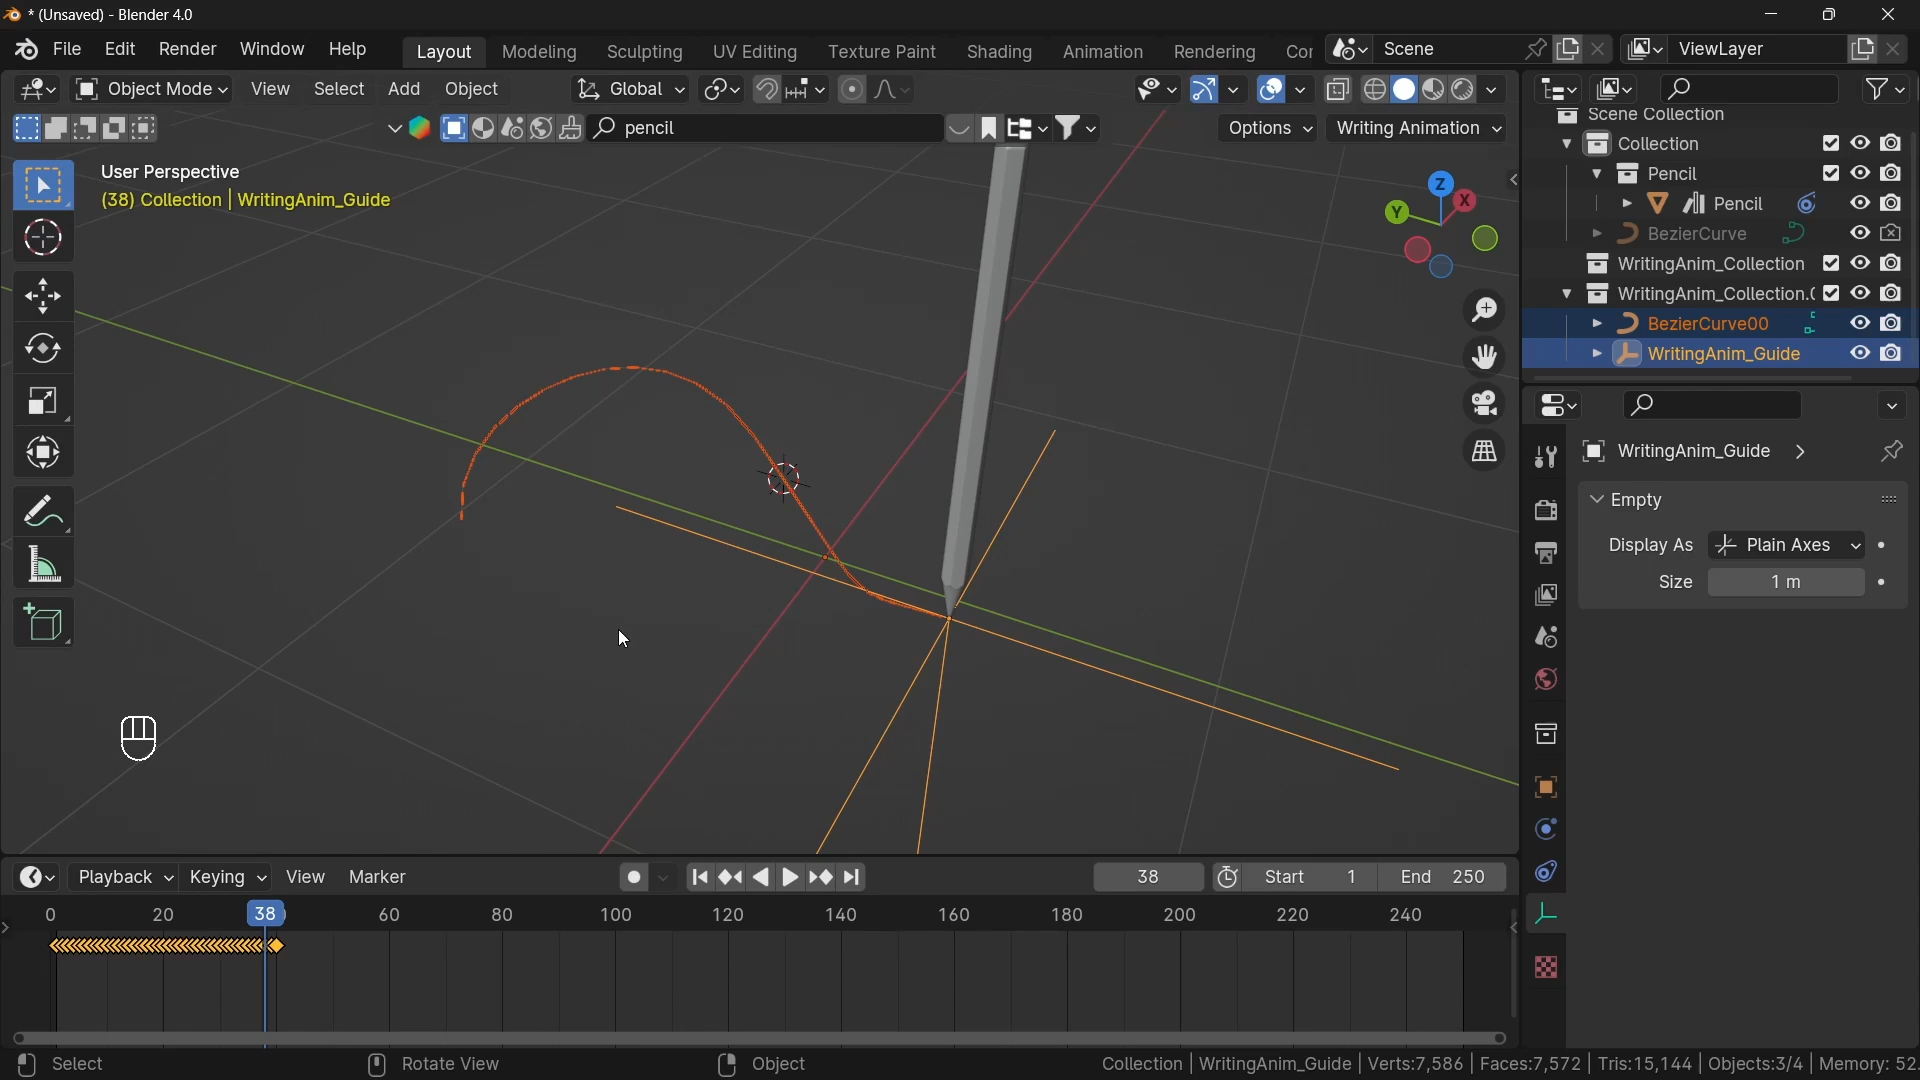 * (Unsaved) - Blender 4.0
File Edit Render Window Help Layout Modeling Sculpting UV Editing Texture Paint Shading Animation Rendering Scene ViewLayer
Object Mode View Select Add Object Global
pencil Options Writing Animation
User Perspective
(38) Collection | WritingAnim_Guide
Z
X
Y
Scene Collection
Collection
Pencil
Pencil
BezierCurve
WritingAnim_Collection
WritingAnim_Collection.
BezierCurve00
WritingAnim_Guide
WritingAnim_Guide
Empty
Display As Plain Axes
Size 1 m
Playback Keying View Marker 38 Start 1 End 250
0 20 38 60 80 100 120 140 160 180 200 220 240
Select Rotate View Object Collection | WritingAnim_Guide | Verts:7,586 | Faces:7,572 | Tris:15,144 | Objects:3/4 | Memory: 52.